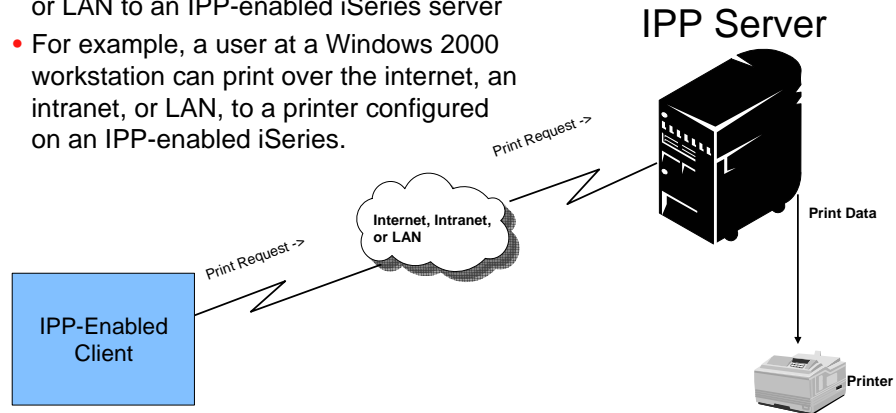 or LAN to an IPP-enabled iSeries server
• For example, a user at a Windows 2000
workstation can print over the internet, an
intranet, or LAN, to a printer configured
on an IPP-enabled iSeries.
IPP Server
Print Request ->
Internet, Intranet,
or LAN
Print Data
Print Request ->
IPP-Enabled
Client
Printer